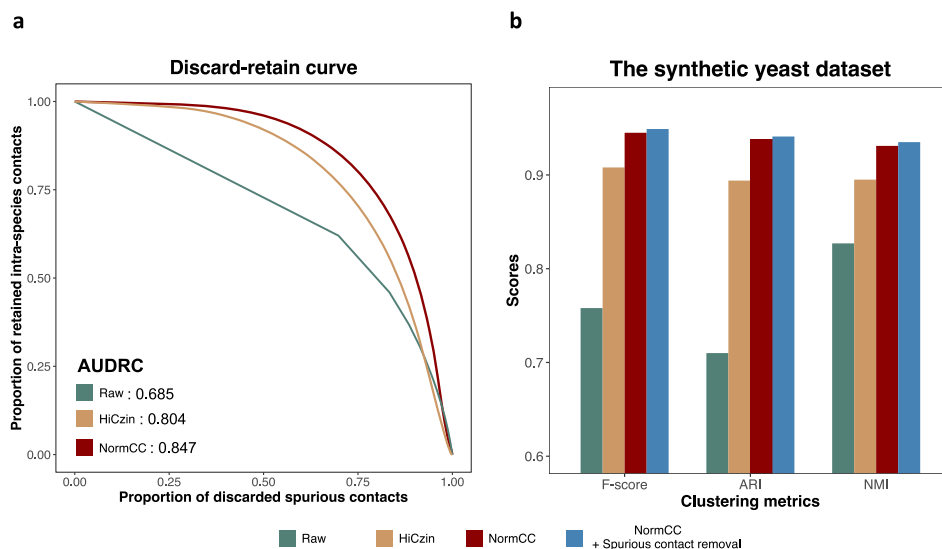 a
Discard-retain curve
Proportion of retained intra-species contacts
1.00
0.75
0.50
0.25
0.00
AUDRC
Raw : 0.685
HiCzin : 0.804
NormCC : 0.847
0.00 0.25 0.50 0.75 1.00
Proportion of discarded spurious contacts
b
The synthetic yeast dataset
Scores
0.9
0.8
0.7
0.6
F-score ARI NMI
Clustering metrics
Raw HiCzin NormCC NormCC
+ Spurious contact removal